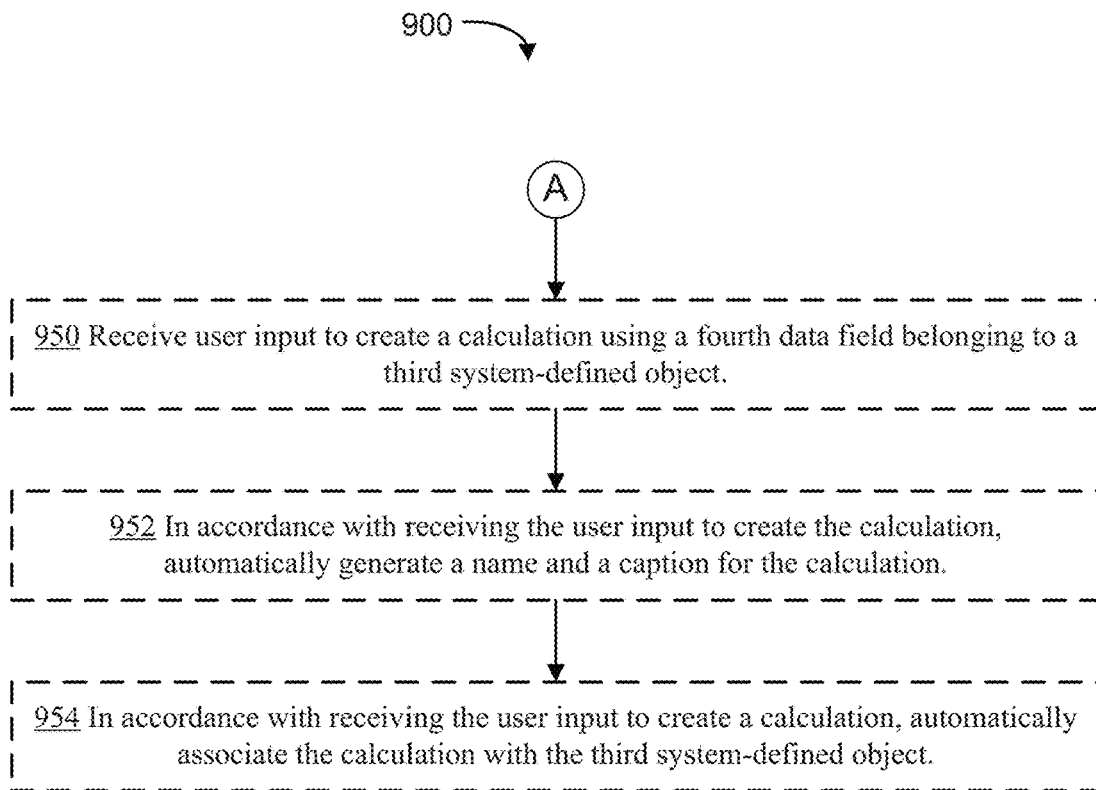 900
A
950 Receive user input to create a calculation using a fourth data field belonging to a
third system-defined object.
952 In accordance with receiving the user input to create the calculation,
automatically generate a name and a caption for the calculation.
954 In accordance with receiving the user input to create a calculation, automatically
associate the calculation with the third system-defined object.